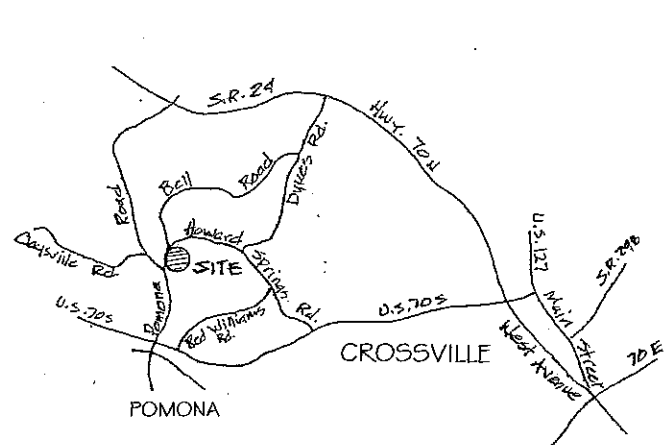 S.R. 24
Hwy. 70 N
Dykes Rd.
Bell Road
Road
Howard
Springs Rd.
SITE
Daysville Rd.
U.S. 70S
Pomona
Red Williams Rd.
U.S. 70S
U.S. 127
S.R. 298
Main Street
West Avenue
70 E
CROSSVILLE
POMONA